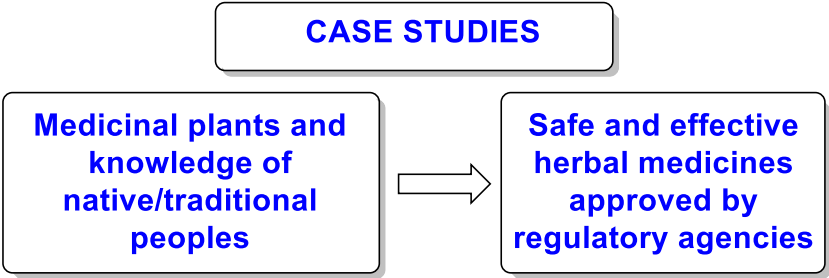 CASE STUDIES
Medicinal plants and
knowledge of
native/traditional
peoples
Safe and effective
herbal medicines
approved by
regulatory agencies